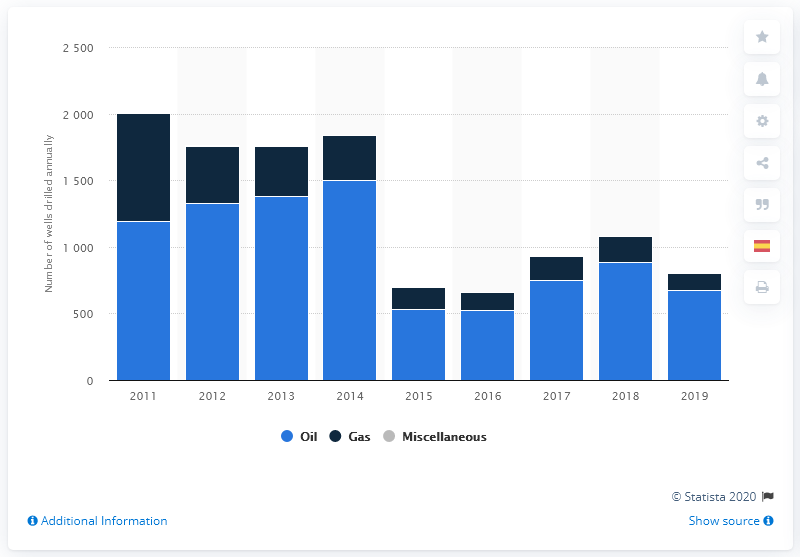 2 500
2 000
1 500
1 000
500
0
Number of wells drilled annually
2011 2012 2013 2014 2015 2016 2017 2018 2019
Oil Gas Miscellaneous
© Statista 2020
Additional Information
Show source